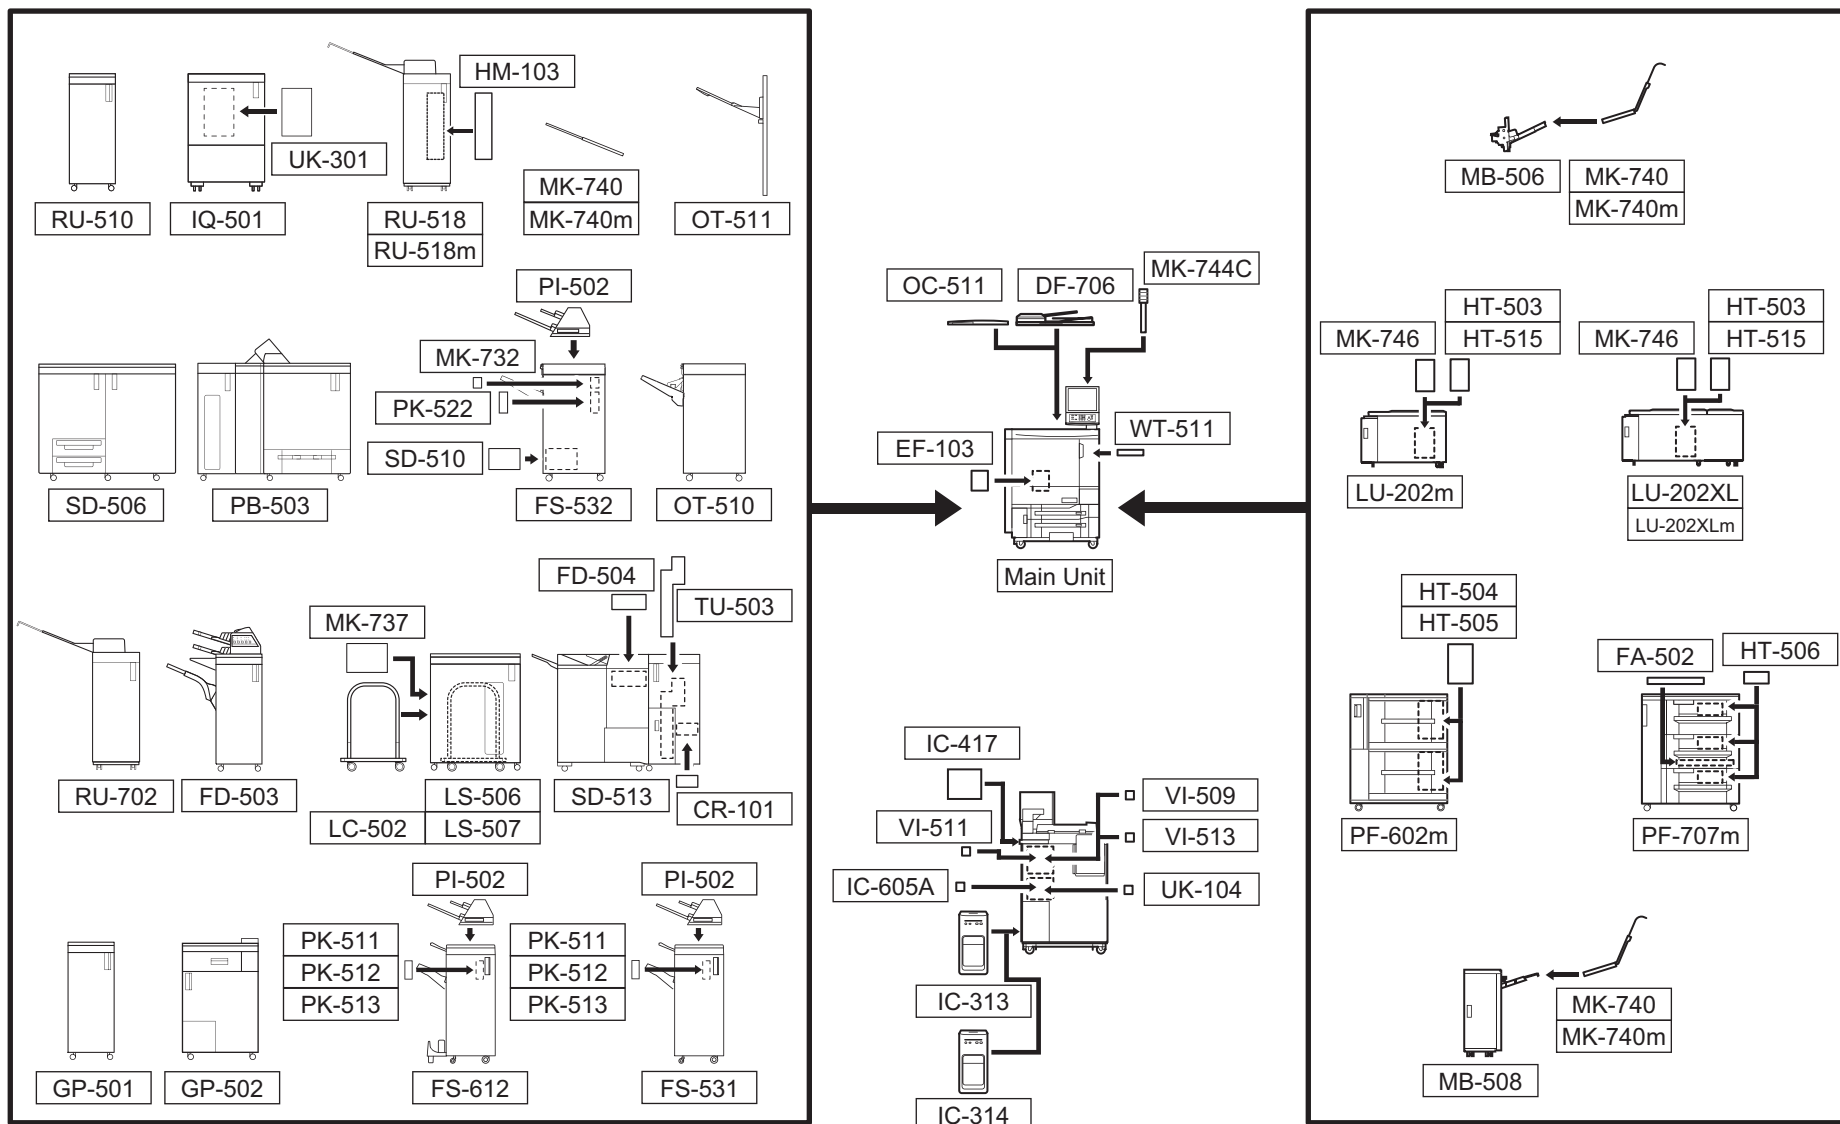 HM-103
UK-301
RU-510
IQ-501
RU-518
RU-518m
MK-740
MK-740m
OT-511
PI-502
MK-732
PK-522
SD-510
SD-506
PB-503
FS-532
OT-510
FD-504
TU-503
MK-737
RU-702
FD-503
LS-506
LC-502
LS-507
SD-513
CR-101
PI-502
PI-502
PK-511
PK-512
PK-513
PK-511
PK-512
PK-513
GP-501
GP-502
FS-612
FS-531
OC-511
DF-706
MK-744C
EF-103
WT-511
Main Unit
IC-417
VI-509
VI-511
VI-513
IC-605A
UK-104
IC-313
IC-314
MB-506
MK-740
MK-740m
MK-746
HT-503
HT-515
MK-746
HT-503
HT-515
LU-202m
LU-202XL
LU-202XLm
HT-504
HT-505
FA-502
HT-506
PF-602m
PF-707m
MK-740
MK-740m
MB-508